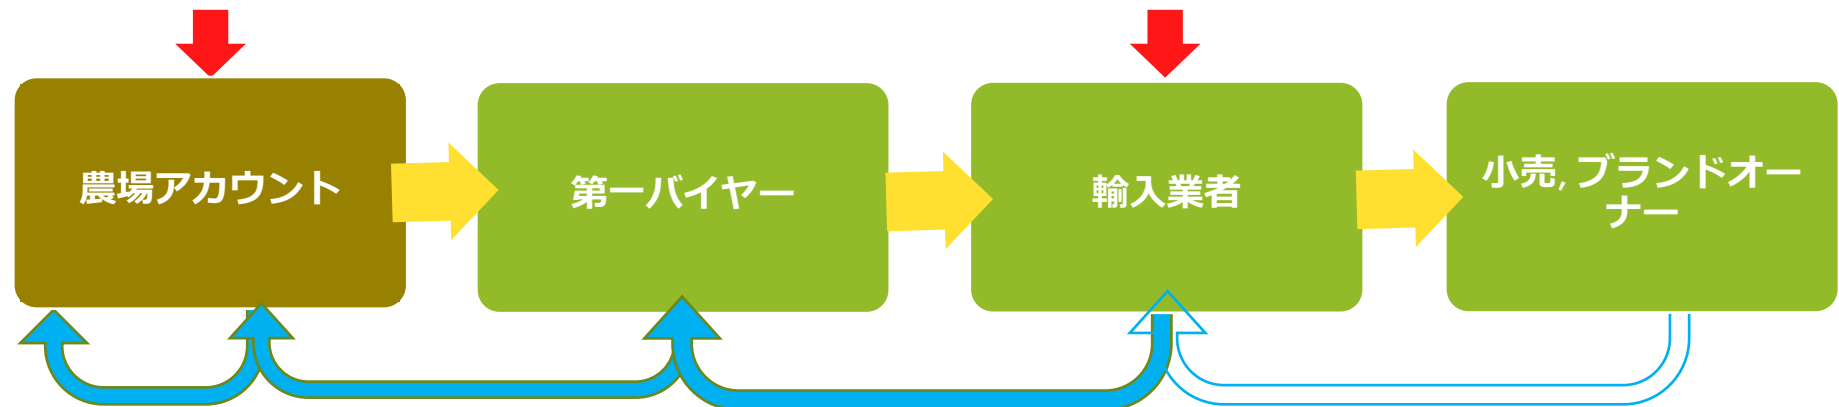 農場アカウント
第一バイヤー
輸入業者
小売, ブランドオー
ナー